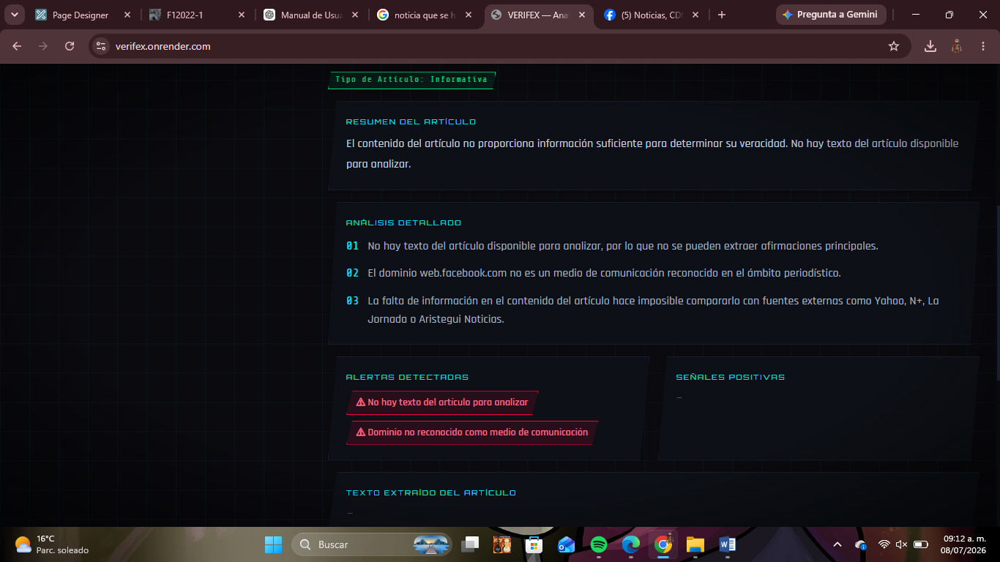 Page Designer
F12022-1
Manual de Usua
noticia que se h
VERIFEX — Ana
(5) Noticias, CD
Pregunta a Gemini
verifex.onrender.com
Tipo de Artículo: Informativa
RESUMEN DEL ARTÍCULO
El contenido del artículo no proporciona información suficiente para determinar su veracidad. No hay texto del artículo disponible
para analizar.
ANÁLISIS DETALLADO
01 No hay texto del artículo disponible para analizar, por lo que no se pueden extraer afirmaciones principales.
02 El dominio web.facebook.com no es un medio de comunicación reconocido en el ámbito periodístico.
03 La falta de información en el contenido del artículo hace imposible compararlo con fuentes externas como Yahoo, N+, La
Jornada o Aristegui Noticias.
ALERTAS DETECTADAS
⚠ No hay texto del artículo para analizar
⚠ Dominio no reconocido como medio de comunicación
SEÑALES POSITIVAS
—
TEXTO EXTRAÍDO DEL ARTÍCULO
—
16°C
Parc. soleado
Buscar
09:12 a. m.
08/07/2026